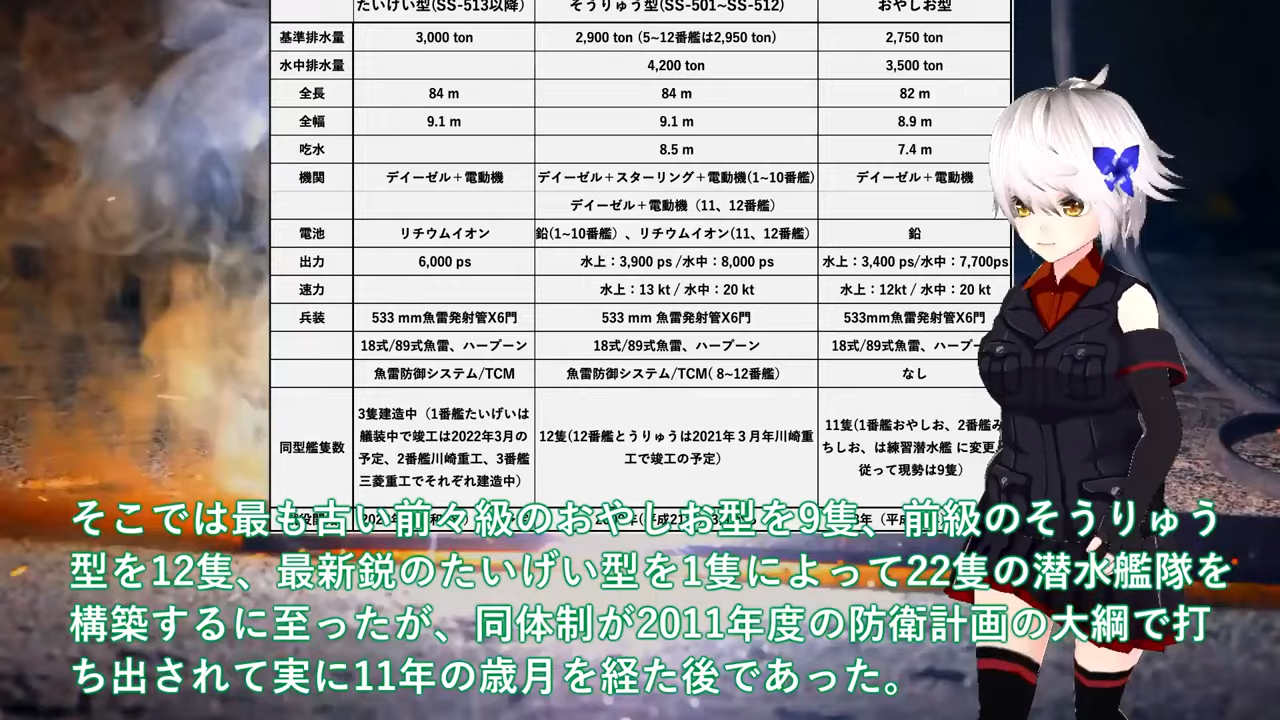 たいげい型(SS-513以降) そうりゅう型(SS-501~SS-512) おやしお型
基準排水量 3,000 ton 2,900 ton (5~12番艦は2,950 ton) 2,750 ton
水中排水量 4,200 ton 3,500 ton
全長 84 m 84 m 82 m
全幅 9.1 m 9.1 m 8.9 m
吃水 8.5 m 7.4 m
機関 デイーゼル＋電動機 デイーゼル＋スターリング＋電動機(1~10番艦) デイーゼル＋電動機
デイーゼル＋電動機（11、12番艦）
電池 リチウムイオン 鉛(1~10番艦）、リチウムイオン(11、12番艦） 鉛
出力 6,000 ps 水上：3,900 ps /水中：8,000 ps 水上：3,400 ps/水中：7,700ps
速力 水上：13 kt / 水中：20 kt 水上：12kt / 水中：20 kt
兵装 533 mm魚雷発射管X6門 533 mm 魚雷発射管X6門 533mm魚雷発射管X6門
18式/89式魚雷、ハープーン 18式/89式魚雷、ハープーン 18式/89式魚雷、ハープー
魚雷防御システム/TCM 魚雷防御システム/TCM( 8~12番艦） なし
同型艦隻数 3隻建造中（1番艦たいげいは艤装中で竣工は2022年3月の予定、2番艦川崎重工、3番艦三菱重工でそれぞれ建造中） 12隻(12番艦とうりゅうは2021年３月年川崎重工で竣工の予定） 11隻(1番艦おやしお、2番艦みちしお、は練習潜水艦 に変更、従って現勢は9隻）
そこでは最も古い前々級のおやしお型を9隻、前級のそうりゅう
型を12隻、最新鋭のたいげい型を1隻によって22隻の潜水艦隊を
構築するに至ったが、同体制が2011年度の防衛計画の大綱で打
ち出されて実に11年の歳月を経た後であった。